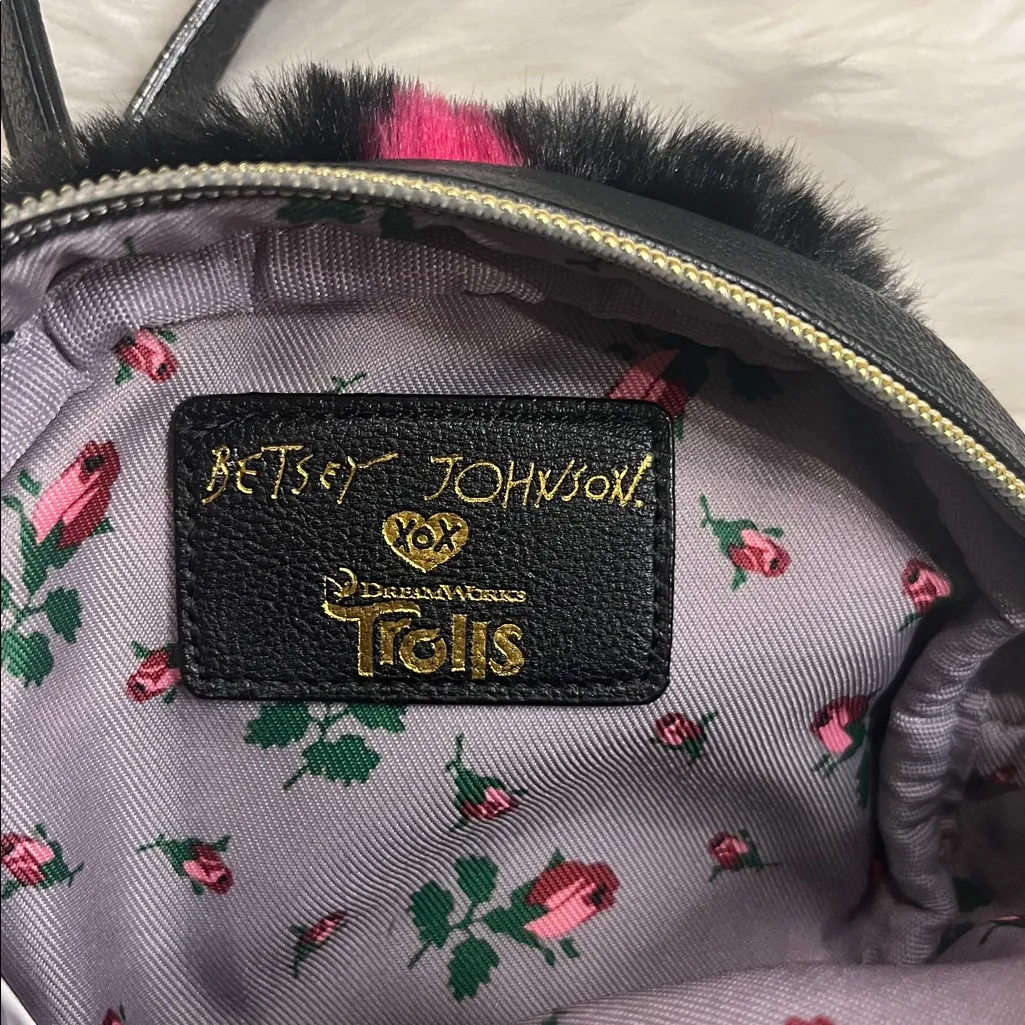 BETSEY JOHNSON.
XOX
DREAMWORKS
Trolls